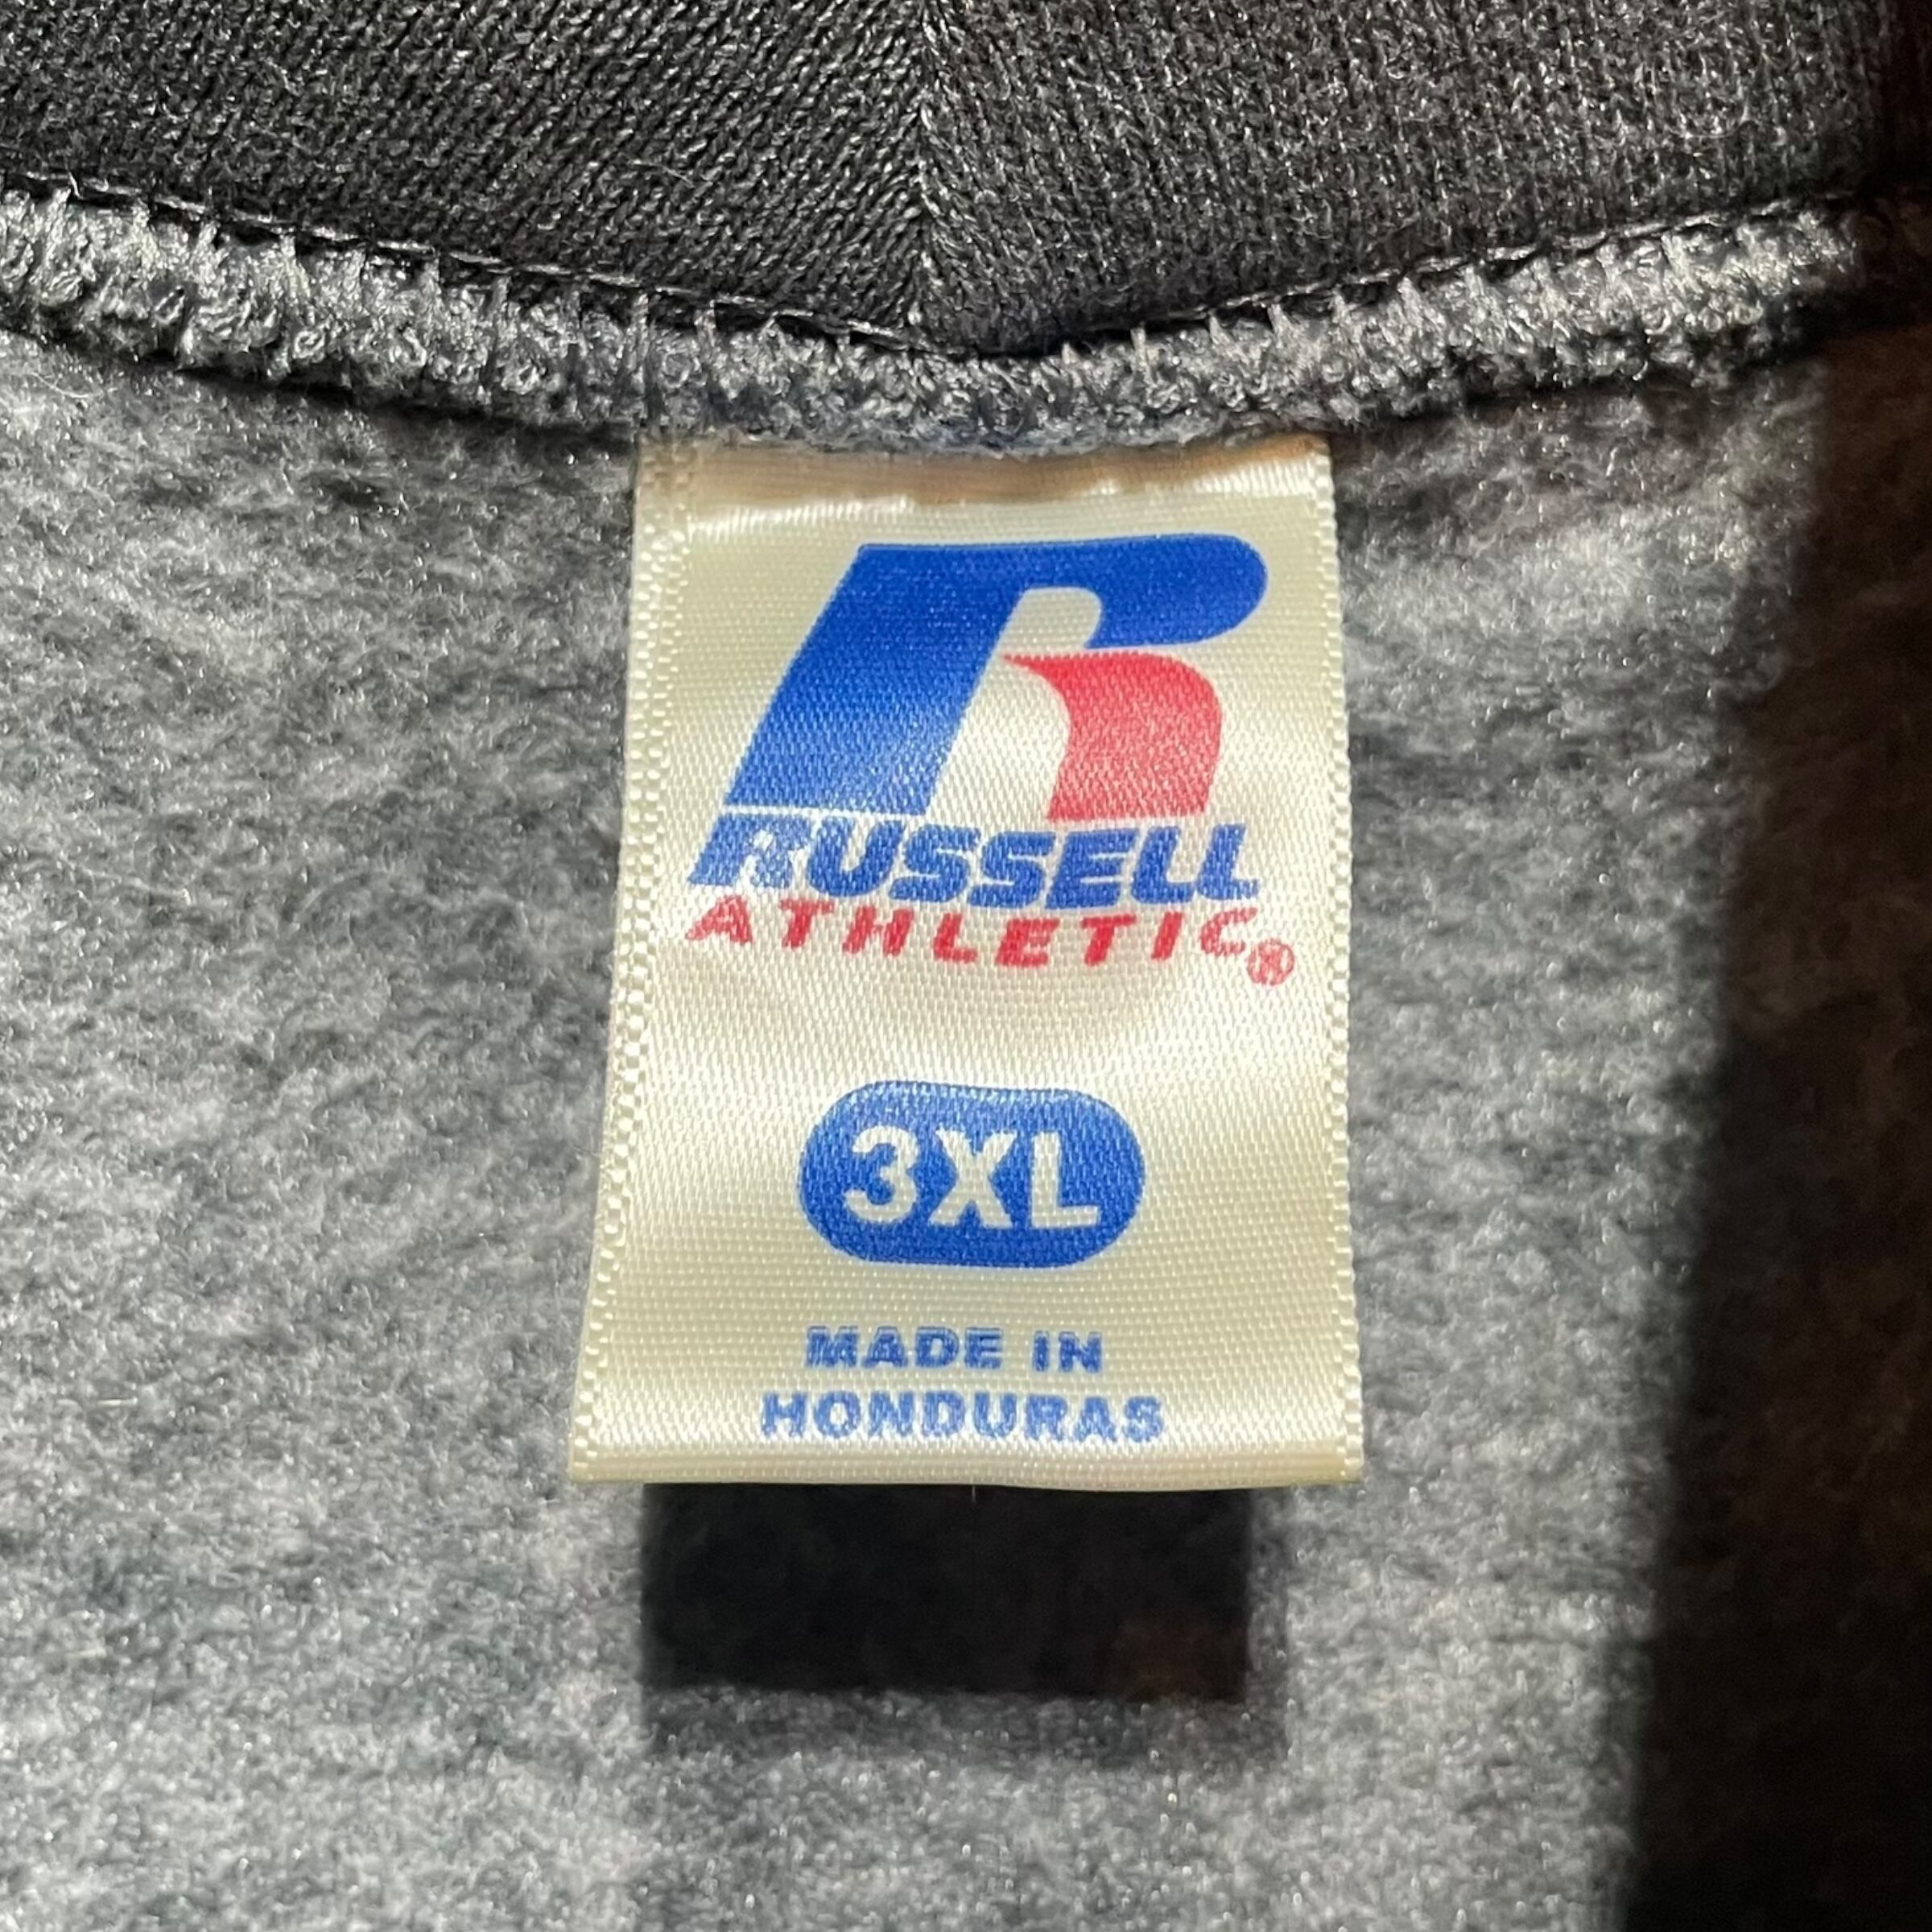 RUSSELL
ATHLETIC®
3XL
MADE IN
HONDURAS